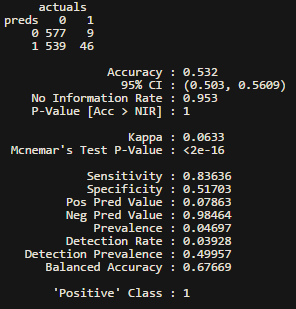 actuals
preds 0 1
0 577 9
1 539 46
Accuracy : 0.532
95% CI : (0.503, 0.5609)
No Information Rate : 0.953
P-Value [Acc > NIR] : 1
Kappa : 0.0633
Mcnemar's Test P-Value : <2e-16
Sensitivity : 0.83636
Specificity : 0.51703
Pos Pred Value : 0.07863
Neg Pred Value : 0.98464
Prevalence : 0.04697
Detection Rate : 0.03928
Detection Prevalence : 0.49957
Balanced Accuracy : 0.67669
'Positive' Class : 1